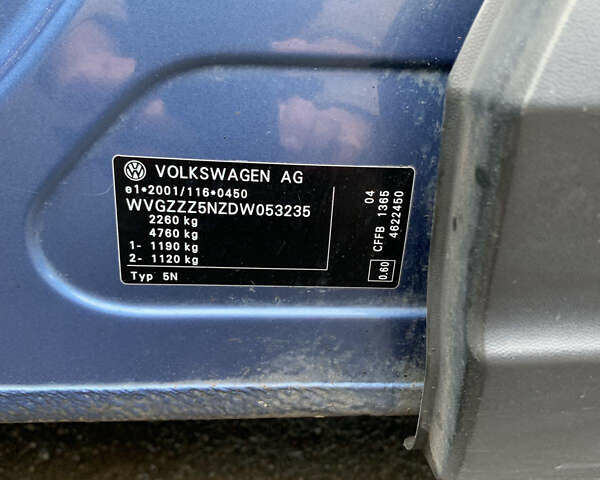 VOLKSWAGEN AG
e1*2001/116*0450
WVGZZZ5NZDW053235
2260 kg
4760 kg
1- 1190 kg
2- 1120 kg
Typ 5N
04
CFFB 1365
4622450
0.60